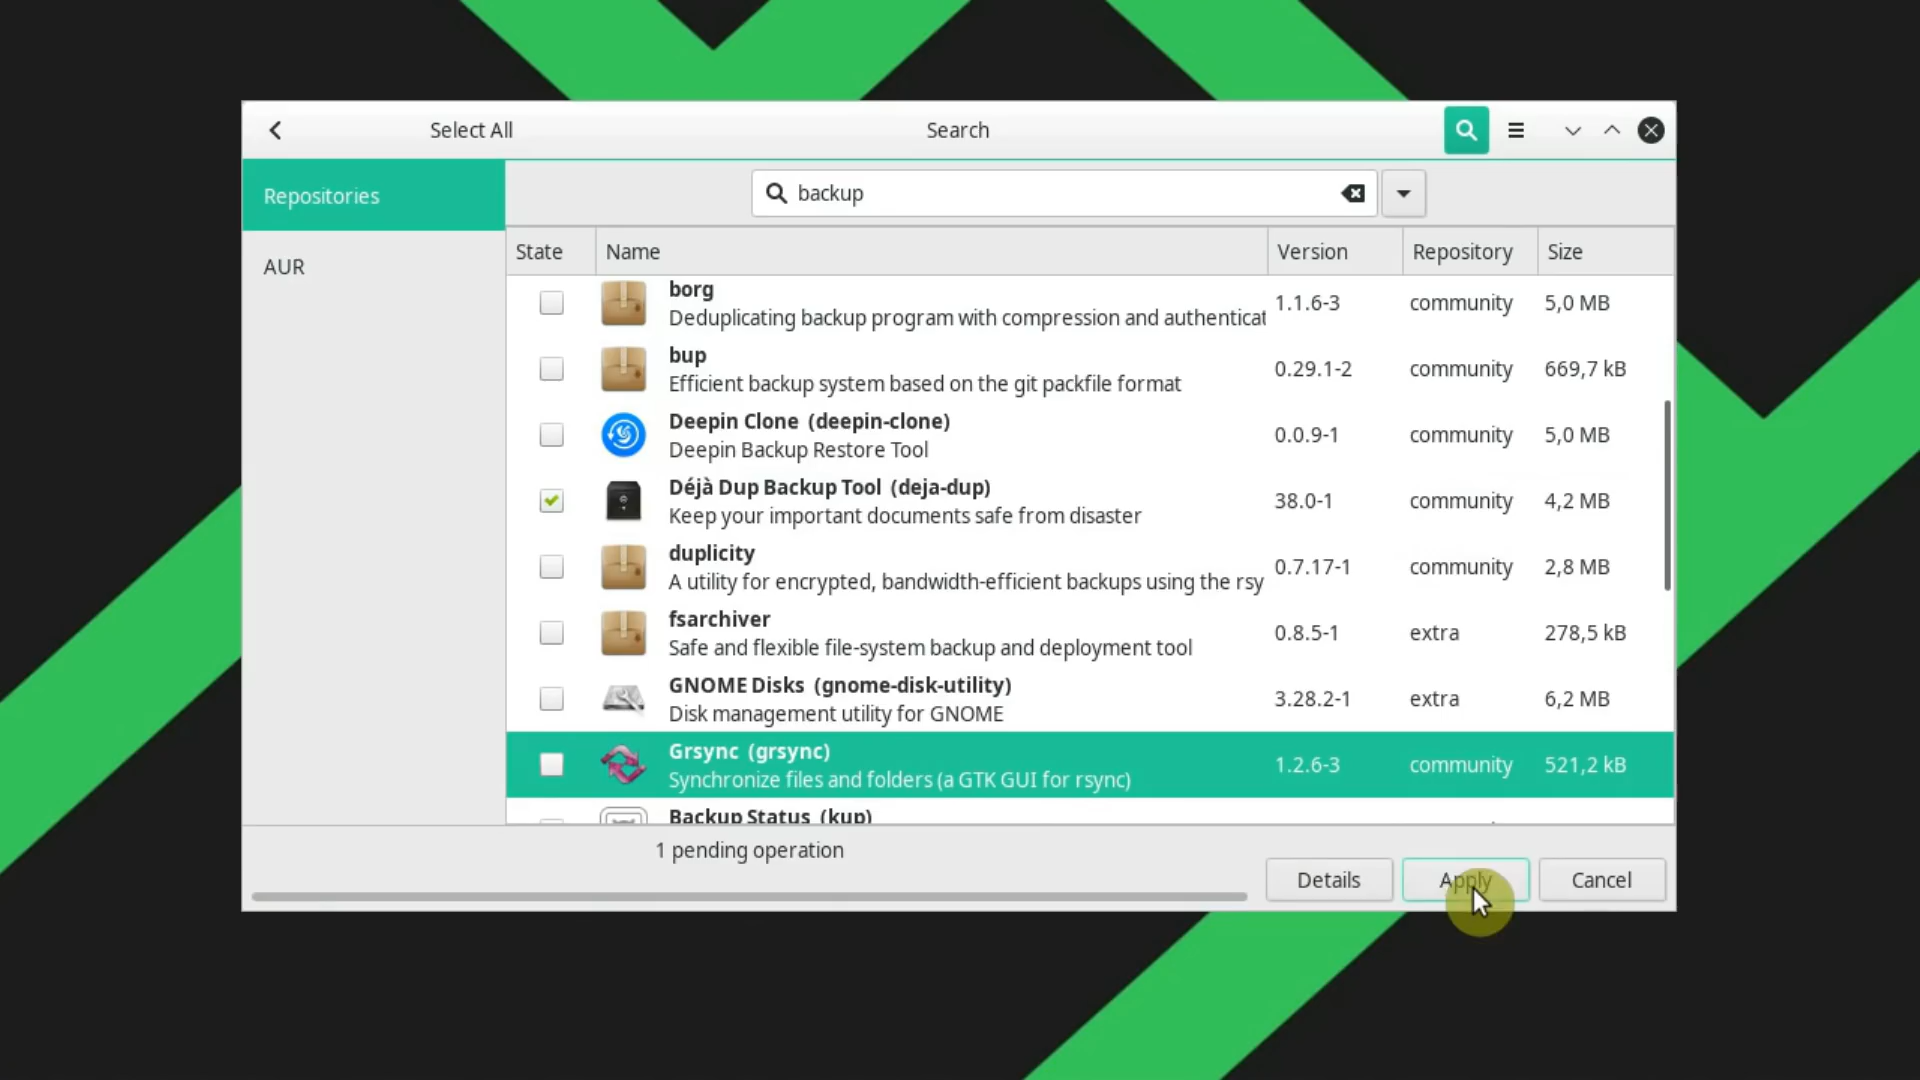 Select All
Search
Repositories
AUR
backup
State Name Version Repository Size
borg
Deduplicating backup program with compression and authenticat
1.1.6-3 community 5,0 MB
bup
Efficient backup system based on the git packfile format
0.29.1-2 community 669,7 kB
Deepin Clone (deepin-clone)
Deepin Backup Restore Tool
0.0.9-1 community 5,0 MB
Déjà Dup Backup Tool (deja-dup)
Keep your important documents safe from disaster
38.0-1 community 4,2 MB
duplicity
A utility for encrypted, bandwidth-efficient backups using the rsy
0.7.17-1 community 2,8 MB
fsarchiver
Safe and flexible file-system backup and deployment tool
0.8.5-1 extra 278,5 kB
GNOME Disks (gnome-disk-utility)
Disk management utility for GNOME
3.28.2-1 extra 6,2 MB
Grsync (grsync)
Synchronize files and folders (a GTK GUI for rsync)
1.2.6-3 community 521,2 kB
Backup Status (kup)
1 pending operation
Details Apply Cancel